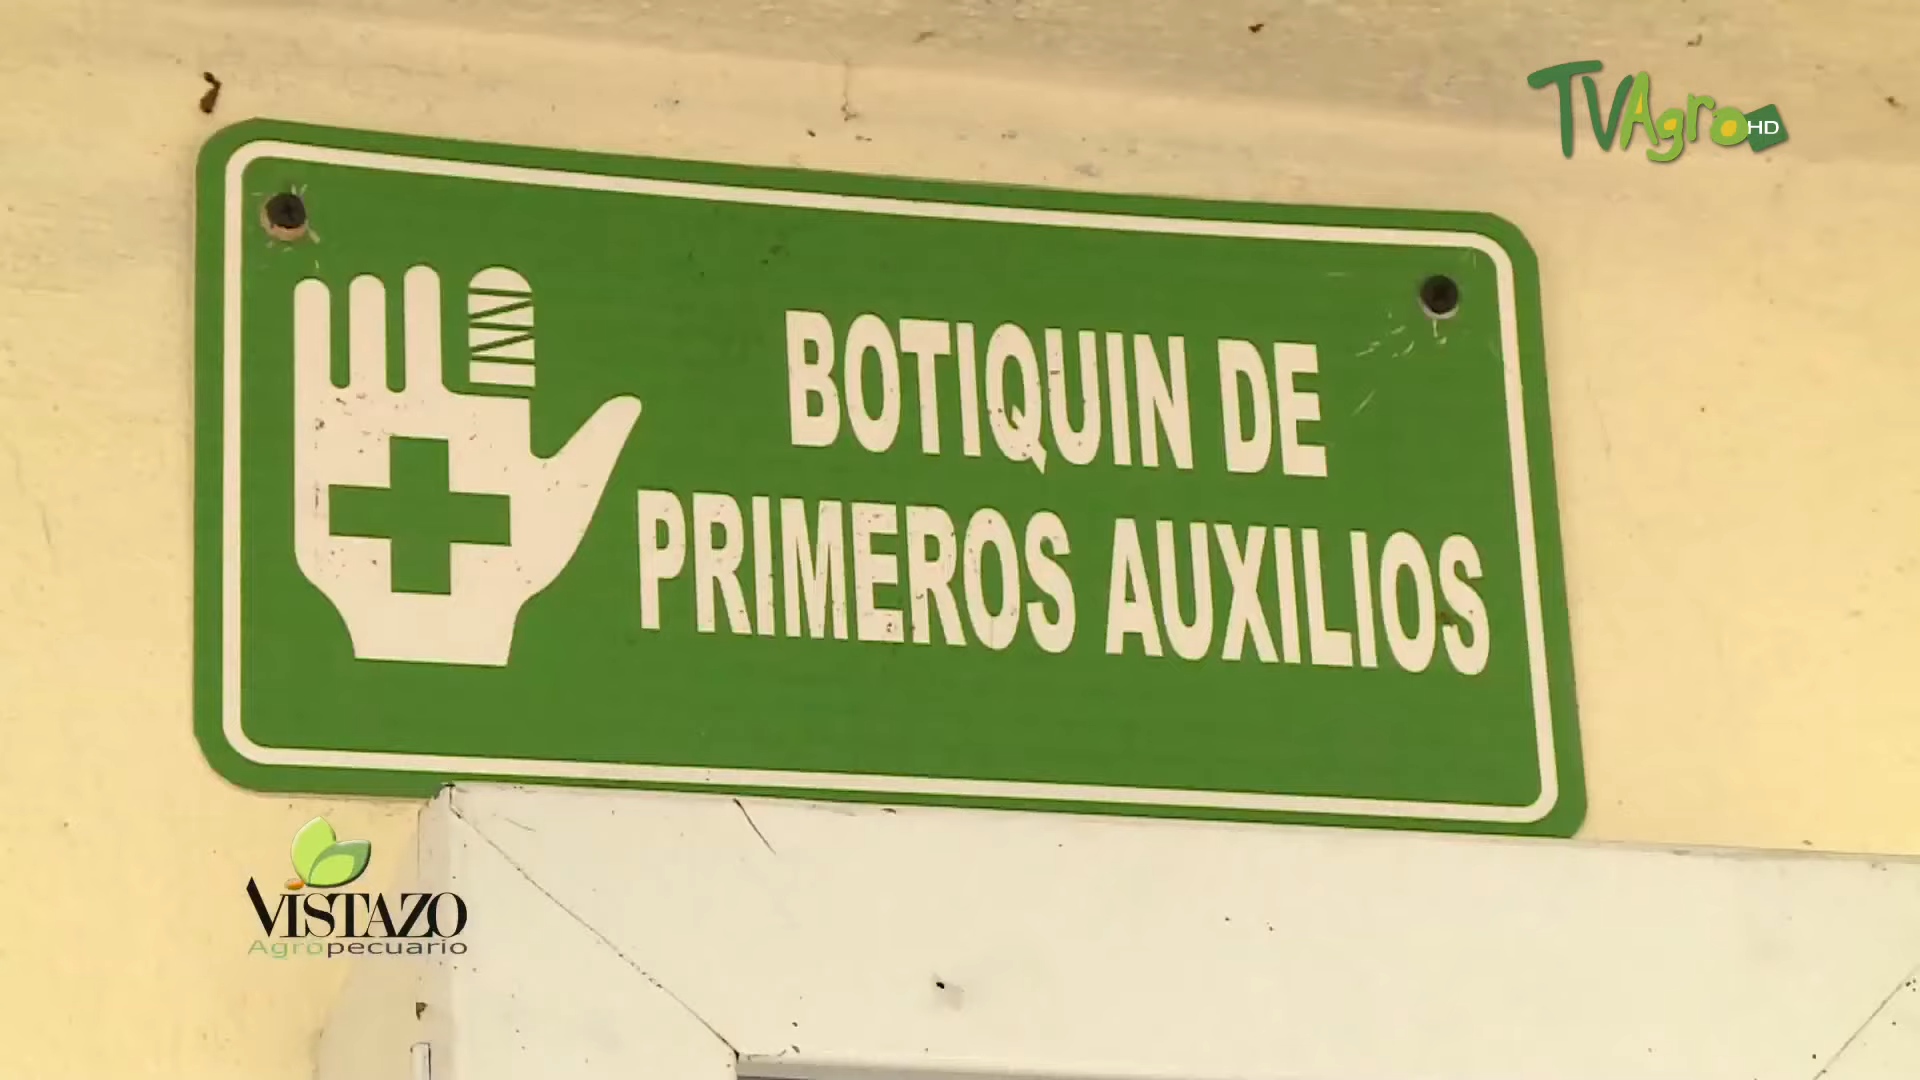 TVAgro HD
BOTIQUIN DE
PRIMEROS AUXILIOS
VISTAZO
Agropecuario